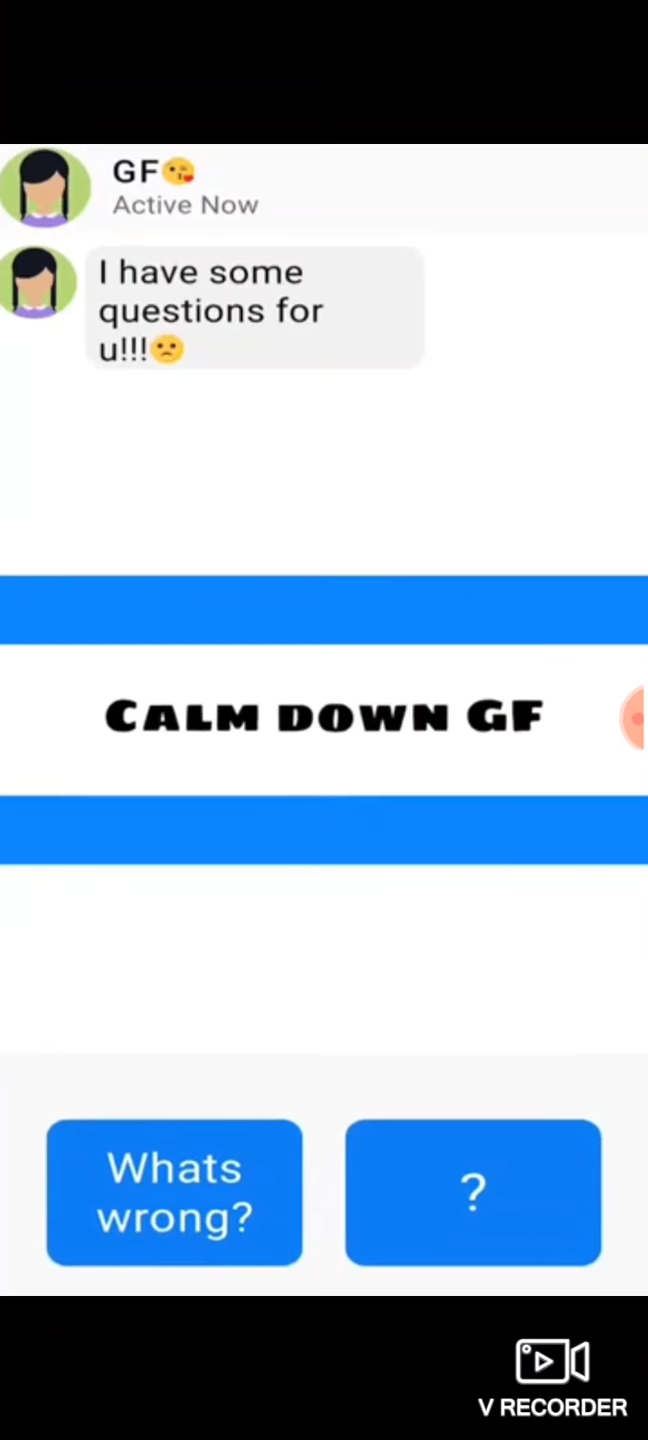 GF😘
Active Now
I have some
questions for
u!!!🙁
CALM DOWN GF
Whats
wrong?
?
V RECORDER